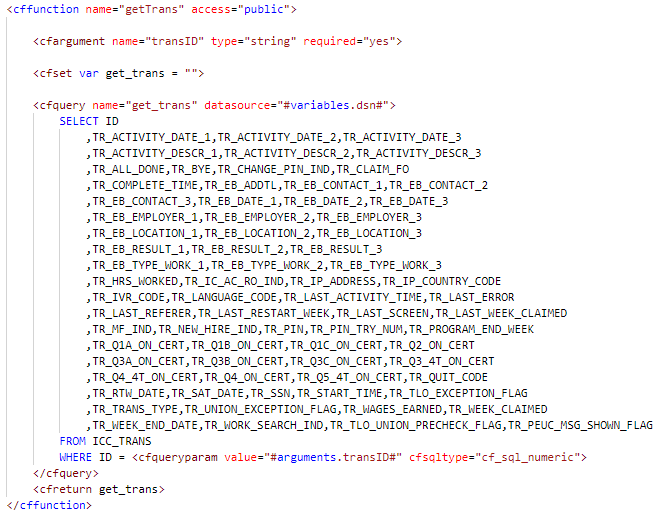 <cffunction name="getTrans" access="public">
<cfargument name="transID" type="string" required="yes">
<cfset var get_trans = "">
<cfquery name="get_trans" datasource="#variables.dsn#">
SELECT ID
,TR_ACTIVITY_DATE_1,TR_ACTIVITY_DATE_2,TR_ACTIVITY_DATE_3
,TR_ACTIVITY_DESCR_1,TR_ACTIVITY_DESCR_2,TR_ACTIVITY_DESCR_3
,TR_ALL_DONE,TR_BYE,TR_CHANGE_PIN_IND,TR_CLAIM_FO
,TR_COMPLETE_TIME,TR_EB_ADDTL,TR_EB_CONTACT_1,TR_EB_CONTACT_2
,TR_EB_CONTACT_3,TR_EB_DATE_1,TR_EB_DATE_2,TR_EB_DATE_3
,TR_EB_EMPLOYER_1,TR_EB_EMPLOYER_2,TR_EB_EMPLOYER_3
,TR_EB_LOCATION_1,TR_EB_LOCATION_2,TR_EB_LOCATION_3
,TR_EB_RESULT_1,TR_EB_RESULT_2,TR_EB_RESULT_3
,TR_EB_TYPE_WORK_1,TR_EB_TYPE_WORK_2,TR_EB_TYPE_WORK_3
,TR_HRS_WORKED,TR_IC_AC_RO_IND,TR_IP_ADDRESS,TR_IP_COUNTRY_CODE
,TR_IVR_CODE,TR_LANGUAGE_CODE,TR_LAST_ACTIVITY_TIME,TR_LAST_ERROR
,TR_LAST_REFERER,TR_LAST_RESTART_WEEK,TR_LAST_SCREEN,TR_LAST_WEEK_CLAIMED
,TR_MF_IND,TR_NEW_HIRE_IND,TR_PIN,TR_PIN_TRY_NUM,TR_PROGRAM_END_WEEK
,TR_Q1A_ON_CERT,TR_Q1B_ON_CERT,TR_Q1C_ON_CERT,TR_Q2_ON_CERT
,TR_Q3A_ON_CERT,TR_Q3B_ON_CERT,TR_Q3C_ON_CERT,TR_Q3_4T_ON_CERT
,TR_Q4_4T_ON_CERT,TR_Q4_ON_CERT,TR_Q5_4T_ON_CERT,TR_QUIT_CODE
,TR_RTW_DATE,TR_SAT_DATE,TR_SSN,TR_START_TIME,TR_TLO_EXCEPTION_FLAG
,TR_TRANS_TYPE,TR_UNION_EXCEPTION_FLAG,TR_WAGES_EARNED,TR_WEEK_CLAIMED
,TR_WEEK_END_DATE,TR_WORK_SEARCH_IND,TR_TLO_UNION_PRECHECK_FLAG,TR_PEUC_MSG_SHOWN_FLAG
FROM ICC_TRANS
WHERE ID = <cfqueryparam value="#arguments.transID#" cfsqltype="cf_sql_numeric">
</cfquery>
<cfreturn get_trans>
</cffunction>